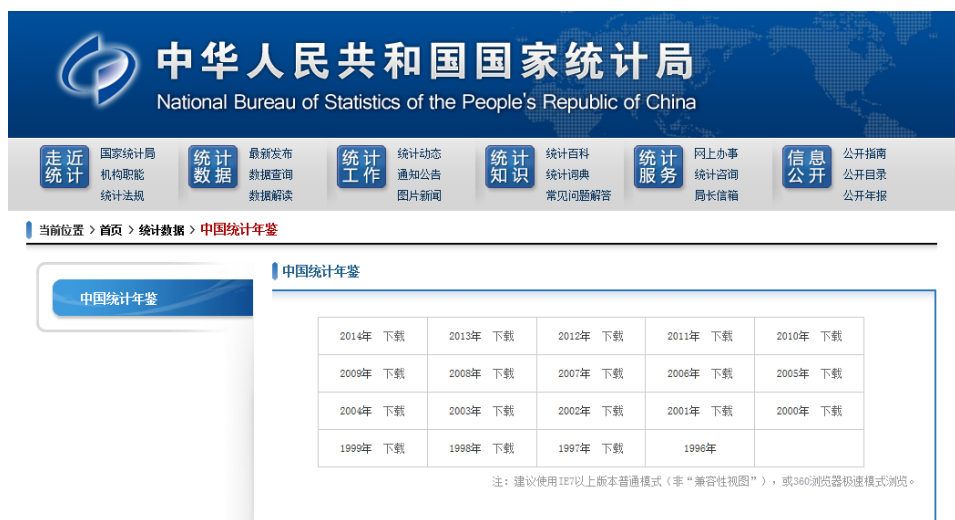 中华人民共和国国家统计局
National Bureau of Statistics of the People's Republic of China
走近统计 国家统计局 机构职能 统计法规
统计数据 最新发布 数据查询 数据解读
统计工作 统计动态 通知公告 图片新闻
统计知识 统计百科 统计词典 常见问题解答
统计服务 网上办事 统计咨询 局长信箱
信息公开 公开指南 公开目录 公开年报
当前位置 > 首页 > 统计数据 > 中国统计年鉴
中国统计年鉴
中国统计年鉴
2014年 下载 2013年 下载 2012年 下载 2011年 下载 2010年 下载
2009年 下载 2008年 下载 2007年 下载 2006年 下载 2005年 下载
2004年 下载 2003年 下载 2002年 下载 2001年 下载 2000年 下载
1999年 下载 1998年 下载 1997年 下载 1996年
注：建议使用IE7以上版本普通模式（非“兼容性视图”），或360浏览器极速模式浏览。